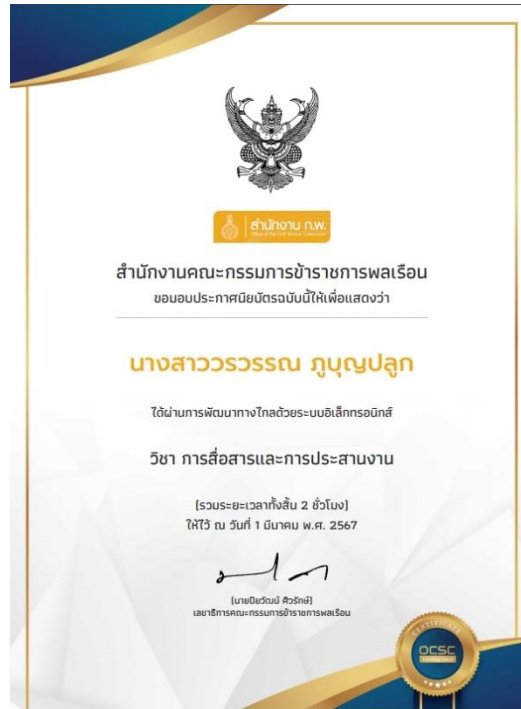 สำนักงาน ก.พ.
Office of the Civil Service Commission
สำนักงานคณะกรรมการข้าราชการพลเรือน
ขอมอบประกาศนียบัตรฉบับนี้ให้เพื่อแสดงว่า
นางสาววรวรรณ ภูบุญปลูก
ได้ผ่านการพัฒนาทางไกลด้วยระบบอิเล็กทรอนิกส์
วิชา การสื่อสารและการประสานงาน
(รวมระยะเวลาทั้งสิ้น 2 ชั่วโมง)
ให้ไว้ ณ วันที่ 1 มีนาคม พ.ศ. 2567
(นายปิยวัฒน์ ศิวรักษ์)
เลขาธิการคณะกรรมการข้าราชการพลเรือน
CERTIFICATE
OCSC